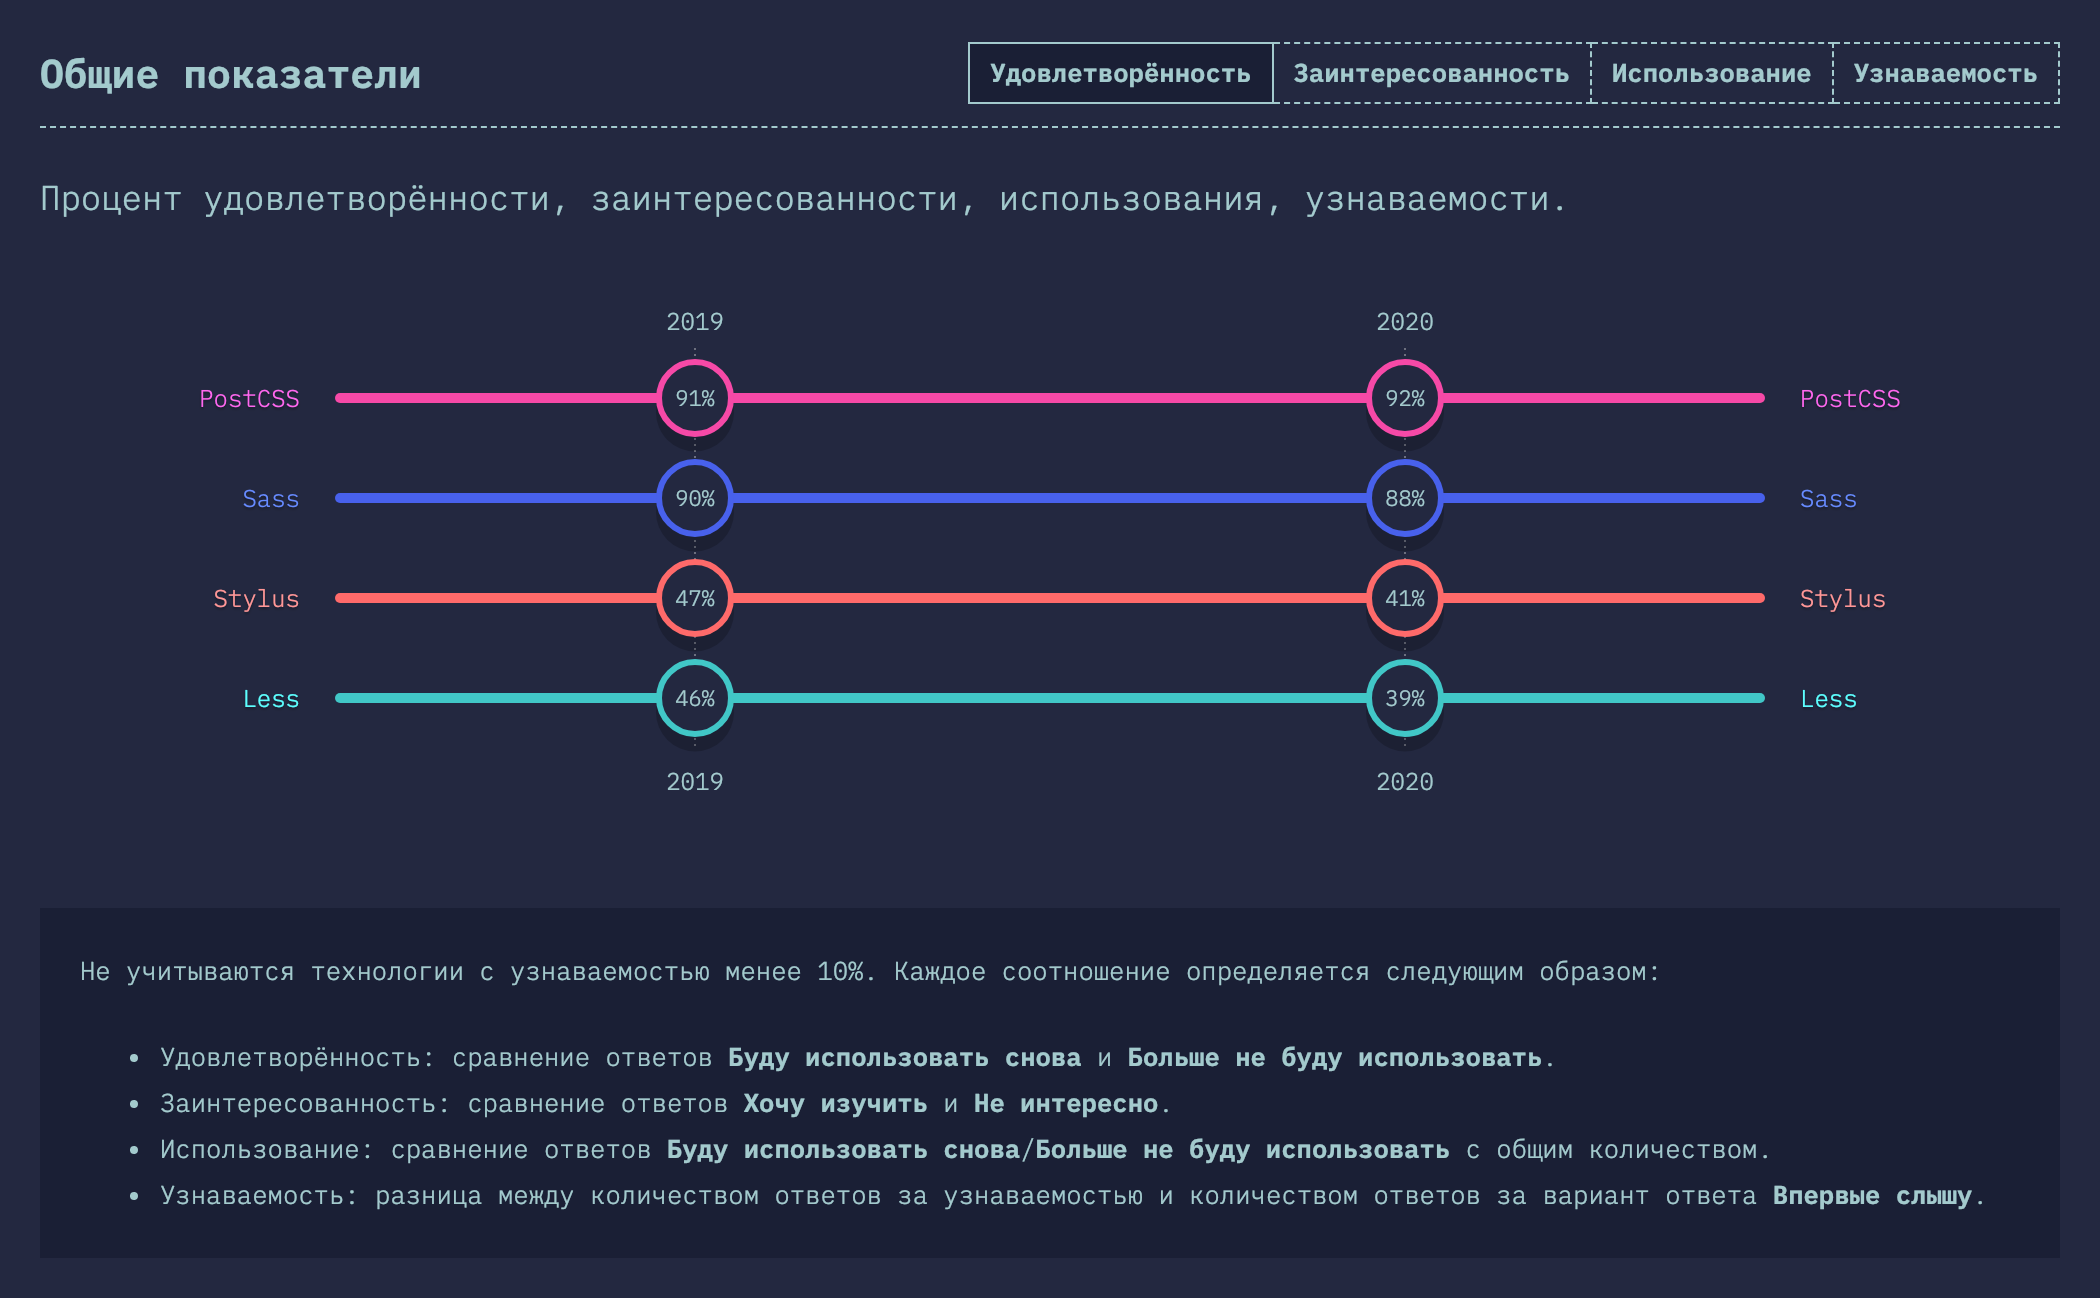 Общие показатели
Удовлетворённость Заинтересованность Использование Узнаваемость
Процент удовлетворённости, заинтересованности, использования, узнаваемости.
2019 2020
PostCSS 91% 92% PostCSS
Sass 90% 88% Sass
Stylus 47% 41% Stylus
Less 46% 39% Less
2019 2020
Не учитываются технологии с узнаваемостью менее 10%. Каждое соотношение определяется следующим образом:
• Удовлетворённость: сравнение ответов Буду использовать снова и Больше не буду использовать.
• Заинтересованность: сравнение ответов Хочу изучить и Не интересно.
• Использование: сравнение ответов Буду использовать снова/Больше не буду использовать с общим количеством.
• Узнаваемость: разница между количеством ответов за узнаваемостью и количеством ответов за вариант ответа Впервые слышу.